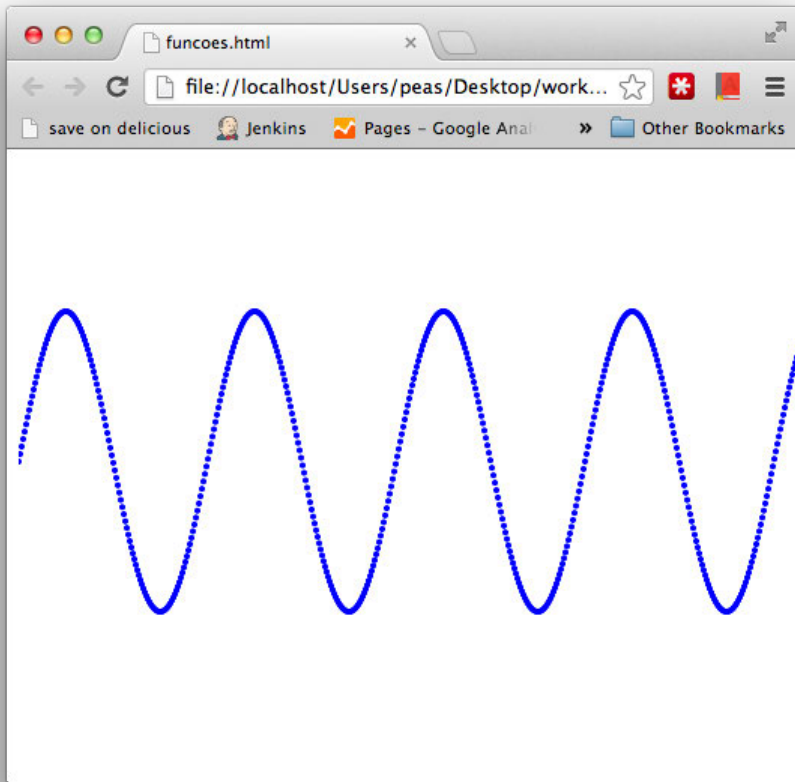 funcoes.html
file://localhost/Users/peas/Desktop/work...
save on delicious Jenkins Pages – Google Anal » Other Bookmarks